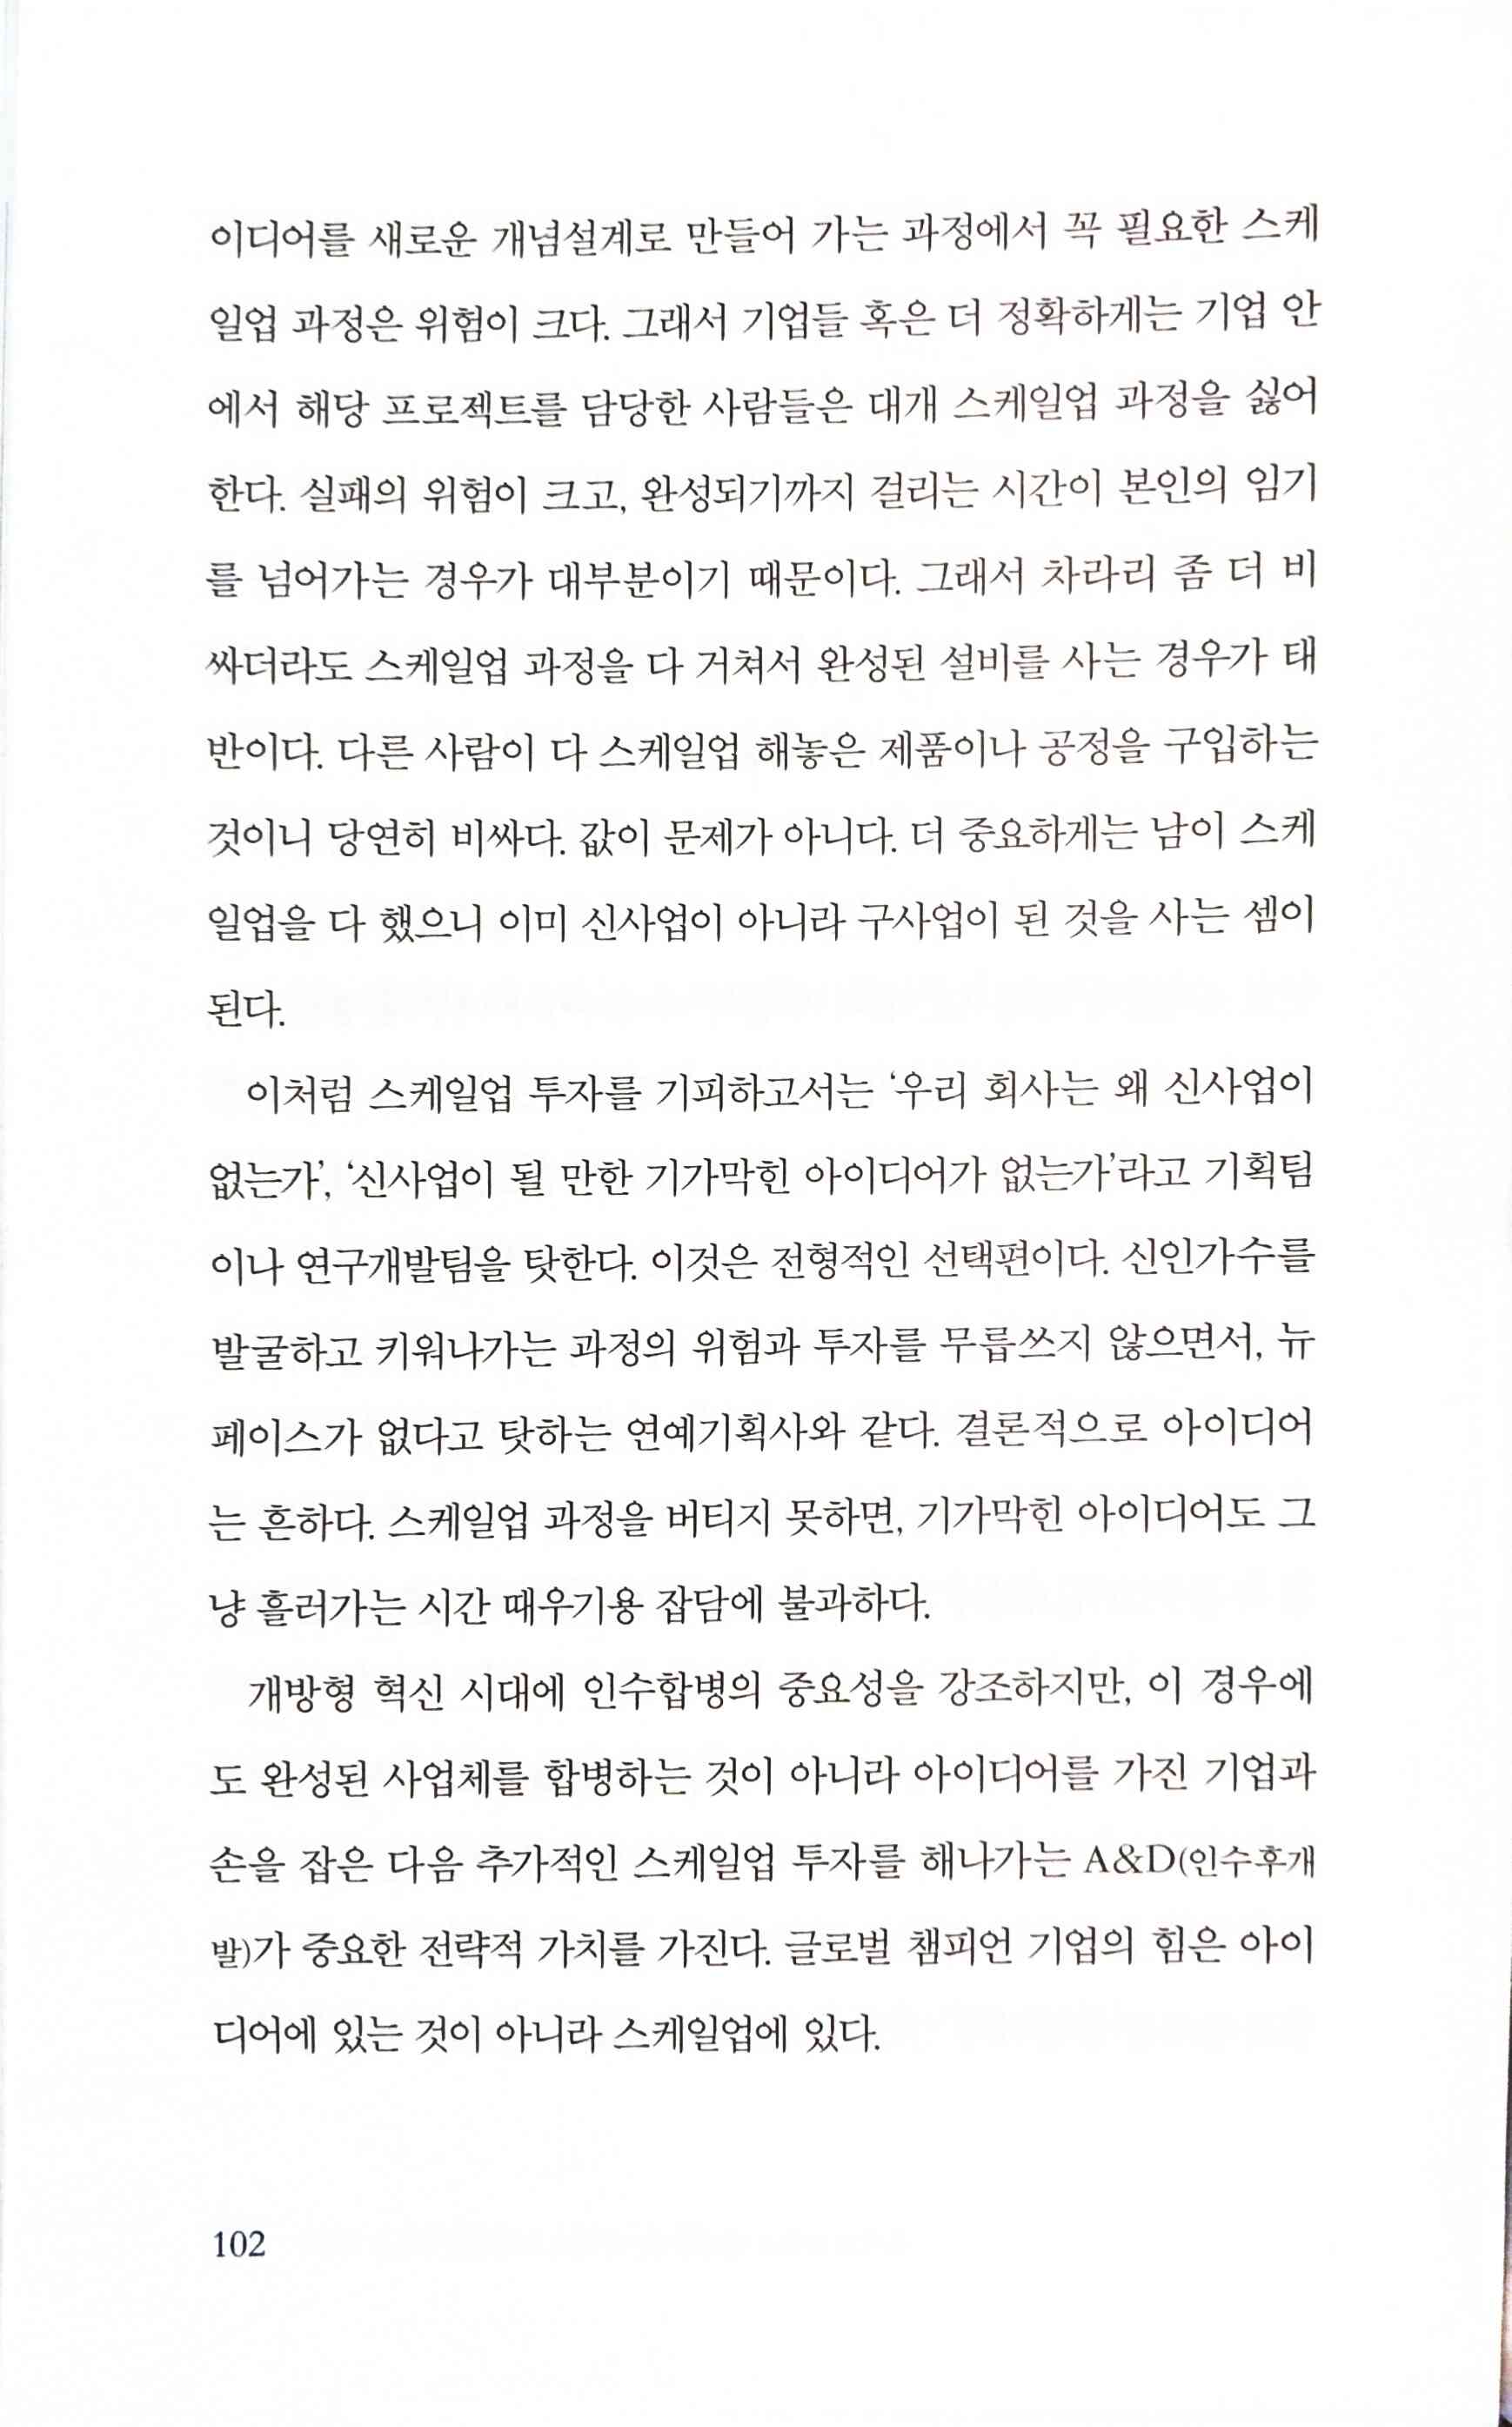 이디어를 새로운 개념설계로 만들어 가는 과정에서 꼭 필요한 스케
일업 과정은 위험이 크다. 그래서 기업들 혹은 더 정확하게는 기업 안
에서 해당 프로젝트를 담당한 사람들은 대개 스케일업 과정을 싫어
한다. 실패의 위험이 크고, 완성되기까지 걸리는 시간이 본인의 임기
를 넘어가는 경우가 대부분이기 때문이다. 그래서 차라리 좀 더 비
싸더라도 스케일업 과정을 다 거쳐서 완성된 설비를 사는 경우가 태
반이다. 다른 사람이 다 스케일업 해놓은 제품이나 공정을 구입하는
것이니 당연히 비싸다. 값이 문제가 아니다. 더 중요하게는 남이 스케
일업을 다 했으니 이미 신사업이 아니라 구사업이 된 것을 사는 셈이
된다.
이처럼 스케일업 투자를 기피하고서는 ‘우리 회사는 왜 신사업이
없는가’, ‘신사업이 될 만한 기가막힌 아이디어가 없는가’라고 기획팀
이나 연구개발팀을 탓한다. 이것은 전형적인 선택편이다. 신인가수를
발굴하고 키워나가는 과정의 위험과 투자를 무릅쓰지 않으면서, 뉴
페이스가 없다고 탓하는 연예기획사와 같다. 결론적으로 아이디어
는 흔하다. 스케일업 과정을 버티지 못하면, 기가막힌 아이디어도 그
냥 흘러가는 시간 때우기용 잡담에 불과하다.
개방형 혁신 시대에 인수합병의 중요성을 강조하지만, 이 경우에
도 완성된 사업체를 합병하는 것이 아니라 아이디어를 가진 기업과
손을 잡은 다음 추가적인 스케일업 투자를 해나가는 A&D(인수후개
발)가 중요한 전략적 가치를 가진다. 글로벌 챔피언 기업의 힘은 아이
디어에 있는 것이 아니라 스케일업에 있다.
102